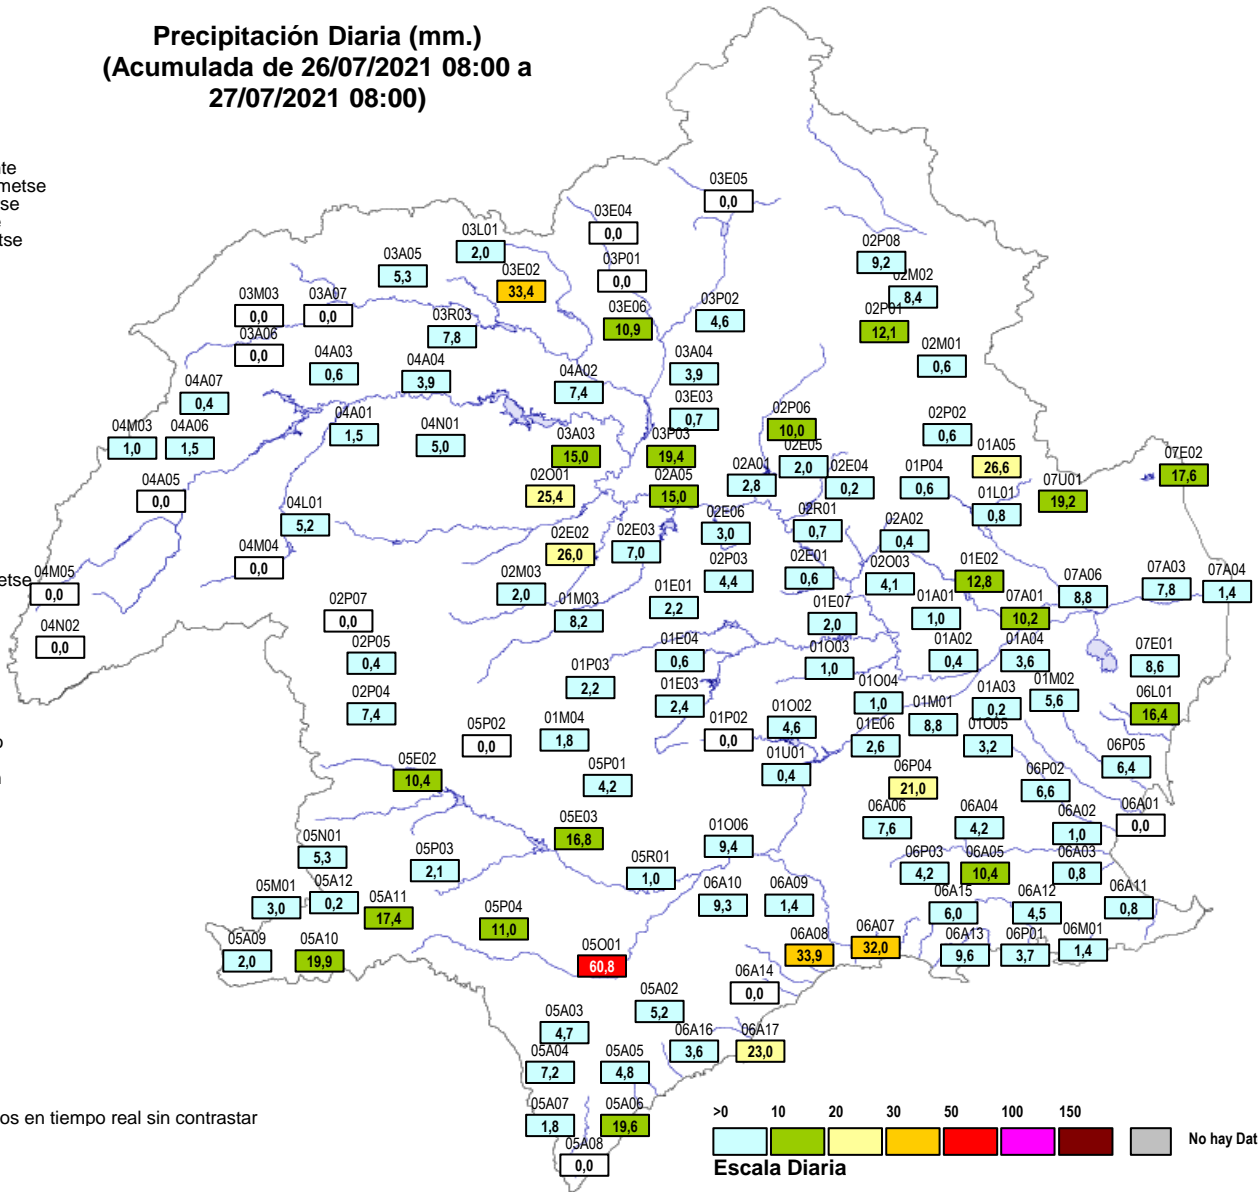 Precipitación Diaria (mm.)
(Acumulada de 26/07/2021 08:00 a
27/07/2021 08:00)
nte
metse
se
e
tse
03E05
0,0
03E04
0,0
03L01
2,0
03A05
5,3
03E02
33,4
03P01
0,0
02P08
9,2
02M02
8,4
03M03
0,0
03A07
0,0
03E06
10,9
03P02
4,6
02P01
12,1
03R03
7,8
03A06
0,0
04A03
0,6
04A04
3,9
04A02
7,4
03A04
3,9
02M01
0,6
04A07
0,4
03E03
0,7
04M03
1,0
04A06
1,5
04A01
1,5
04N01
5,0
03A03
15,0
03P03
19,4
02P06
10,0
02P02
0,6
01A05
26,6
07E02
17,6
04A05
0,0
02O01
25,4
02A05
15,0
02A01
2,8
02E05
2,0
02E04
0,2
01P04
0,6
07U01
19,2
01L01
0,8
04L01
5,2
02E06
3,0
02R01
0,7
02A02
0,4
04M04
0,0
02E02
26,0
02E03
7,0
02P03
4,4
02E01
0,6
02O03
4,1
01E02
12,8
etse
04M05
0,0
02M03
2,0
01M03
8,2
01E01
2,2
07A06
8,8
07A03
7,8
07A04
1,4
02P07
0,0
01E07
2,0
01A01
1,0
07A01
10,2
04N02
0,0
02P05
0,4
01E04
0,6
01O03
1,0
01A02
0,4
01A04
3,6
07E01
8,6
01P03
2,2
01E03
2,4
01O04
1,0
01A03
0,2
01M02
5,6
06L01
16,4
02P04
7,4
05P02
0,0
01M04
1,8
01P02
0,0
01O02
4,6
01M01
8,8
01E06
2,6
01O05
3,2
o
05E02
10,4
05P01
4,2
01U01
0,4
06P04
21,0
06P02
6,6
06P05
6,4
05E03
16,8
06A06
7,6
06A04
4,2
06A02
1,0
06A01
0,0
05N01
5,3
05P03
2,1
05R01
1,0
01O06
9,4
06P03
4,2
06A05
10,4
06A03
0,8
05M01
3,0
05A12
0,2
05A11
17,4
06A10
9,3
06A09
1,4
06A15
6,0
06A12
4,5
06A11
0,8
05P04
11,0
05A09
2,0
05A10
19,9
05O01
60,8
06A08
33,9
06A07
32,0
06A13
9,6
06P01
3,7
06M01
1,4
06A14
0,0
05A02
5,2
05A03
4,7
06A16
3,6
06A17
23,0
05A04
7,2
05A05
4,8
05A07
1,8
05A06
19,6
05A08
0,0
os en tiempo real sin contrastar
>0 10 20 30 50 100 150
No hay Dat
Escala Diaria